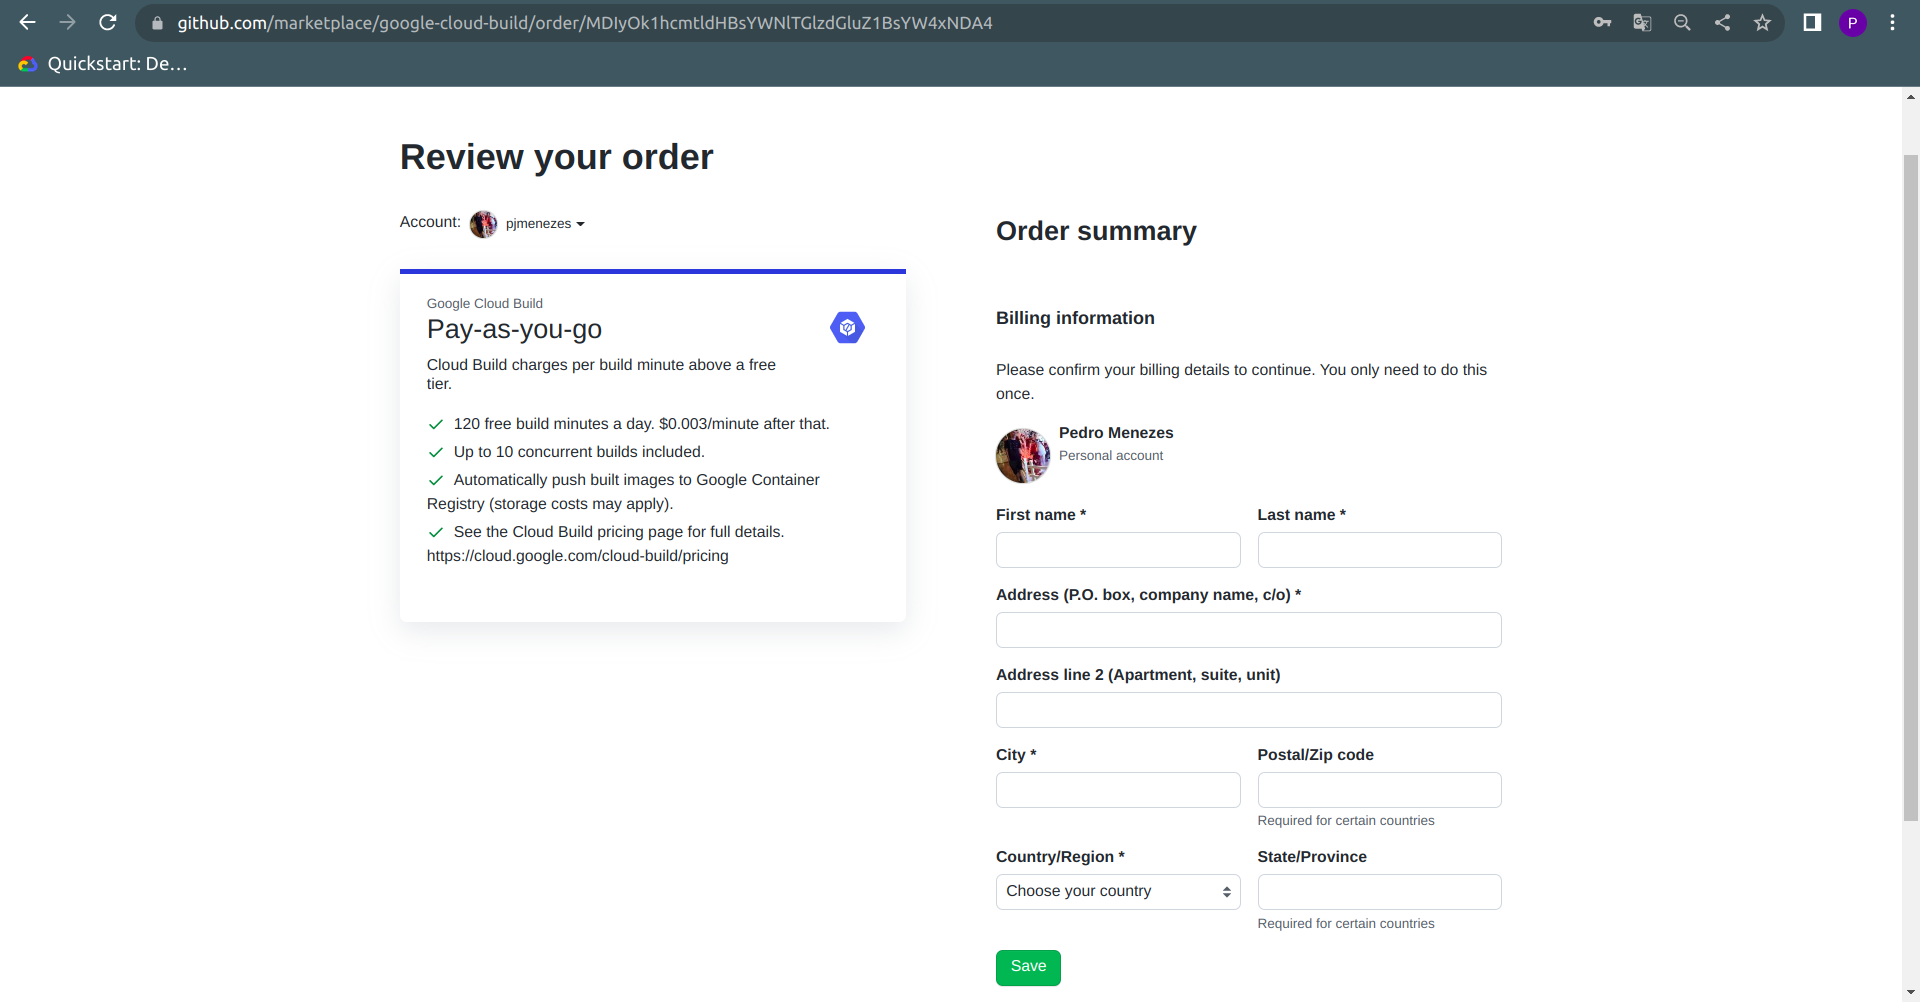 github.com/marketplace/google-cloud-build/order/MDIyOk1hcmtldHBsYWNlTGlzdGluZ1BsYW4xNDA4
P
Quickstart: De...
Review your order
Account: pjmenezes
Google Cloud Build
Pay-as-you-go
Cloud Build charges per build minute above a free
tier.
120 free build minutes a day. $0.003/minute after that.
Up to 10 concurrent builds included.
Automatically push built images to Google Container
Registry (storage costs may apply).
See the Cloud Build pricing page for full details.
https://cloud.google.com/cloud-build/pricing
Order summary
Billing information
Please confirm your billing details to continue. You only need to do this
once.
Pedro Menezes
Personal account
First name * Last name *
Address (P.O. box, company name, c/o) *
Address line 2 (Apartment, suite, unit)
City * Postal/Zip code
Required for certain countries
Country/Region * State/Province
Choose your country
Required for certain countries
Save